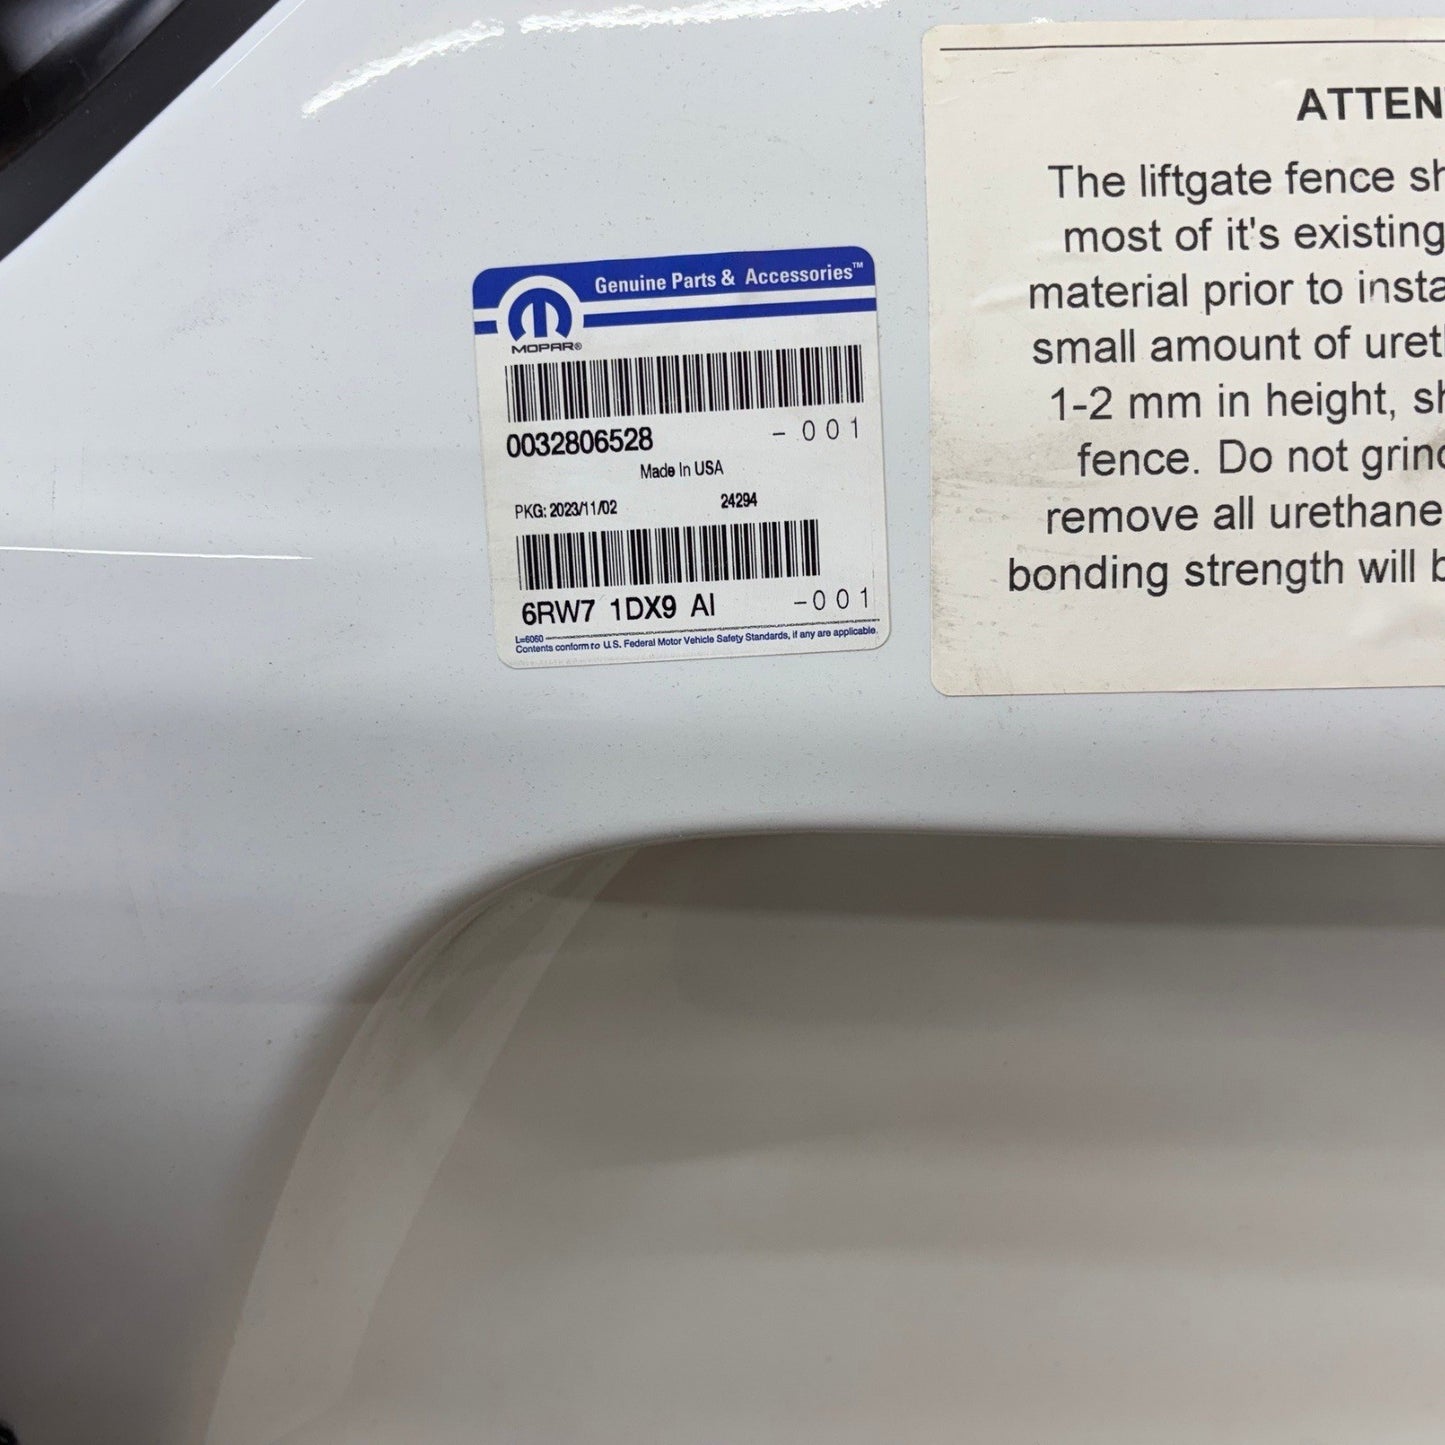 Genuine Parts & Accessories™
MOPAR®
0032806528 - 001
Made In USA
PKG: 2023/11/02 24294
6RW7 1DX9 AI -001
L=6060
Contents conform to U.S. Federal Motor Vehicle Safety Standards, if any are applicable.
ATTEN
The liftgate fence sh
most of it's existing
material prior to insta
small amount of uret
1-2 mm in height, sh
fence. Do not grind
remove all urethane
bonding strength will b